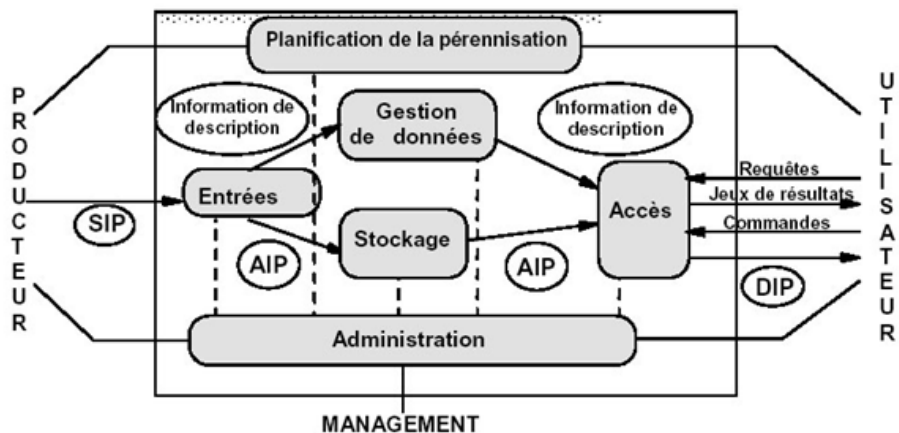 Planification de la pérennisation
PRODUCTEUR
UTILISATEUR
Information de
description
Gestion
de données
Information de
description
Entrées
Accès
Requêtes
Jeux de résultats
Commandes
SIP
Stockage
AIP
AIP
DIP
Administration
MANAGEMENT